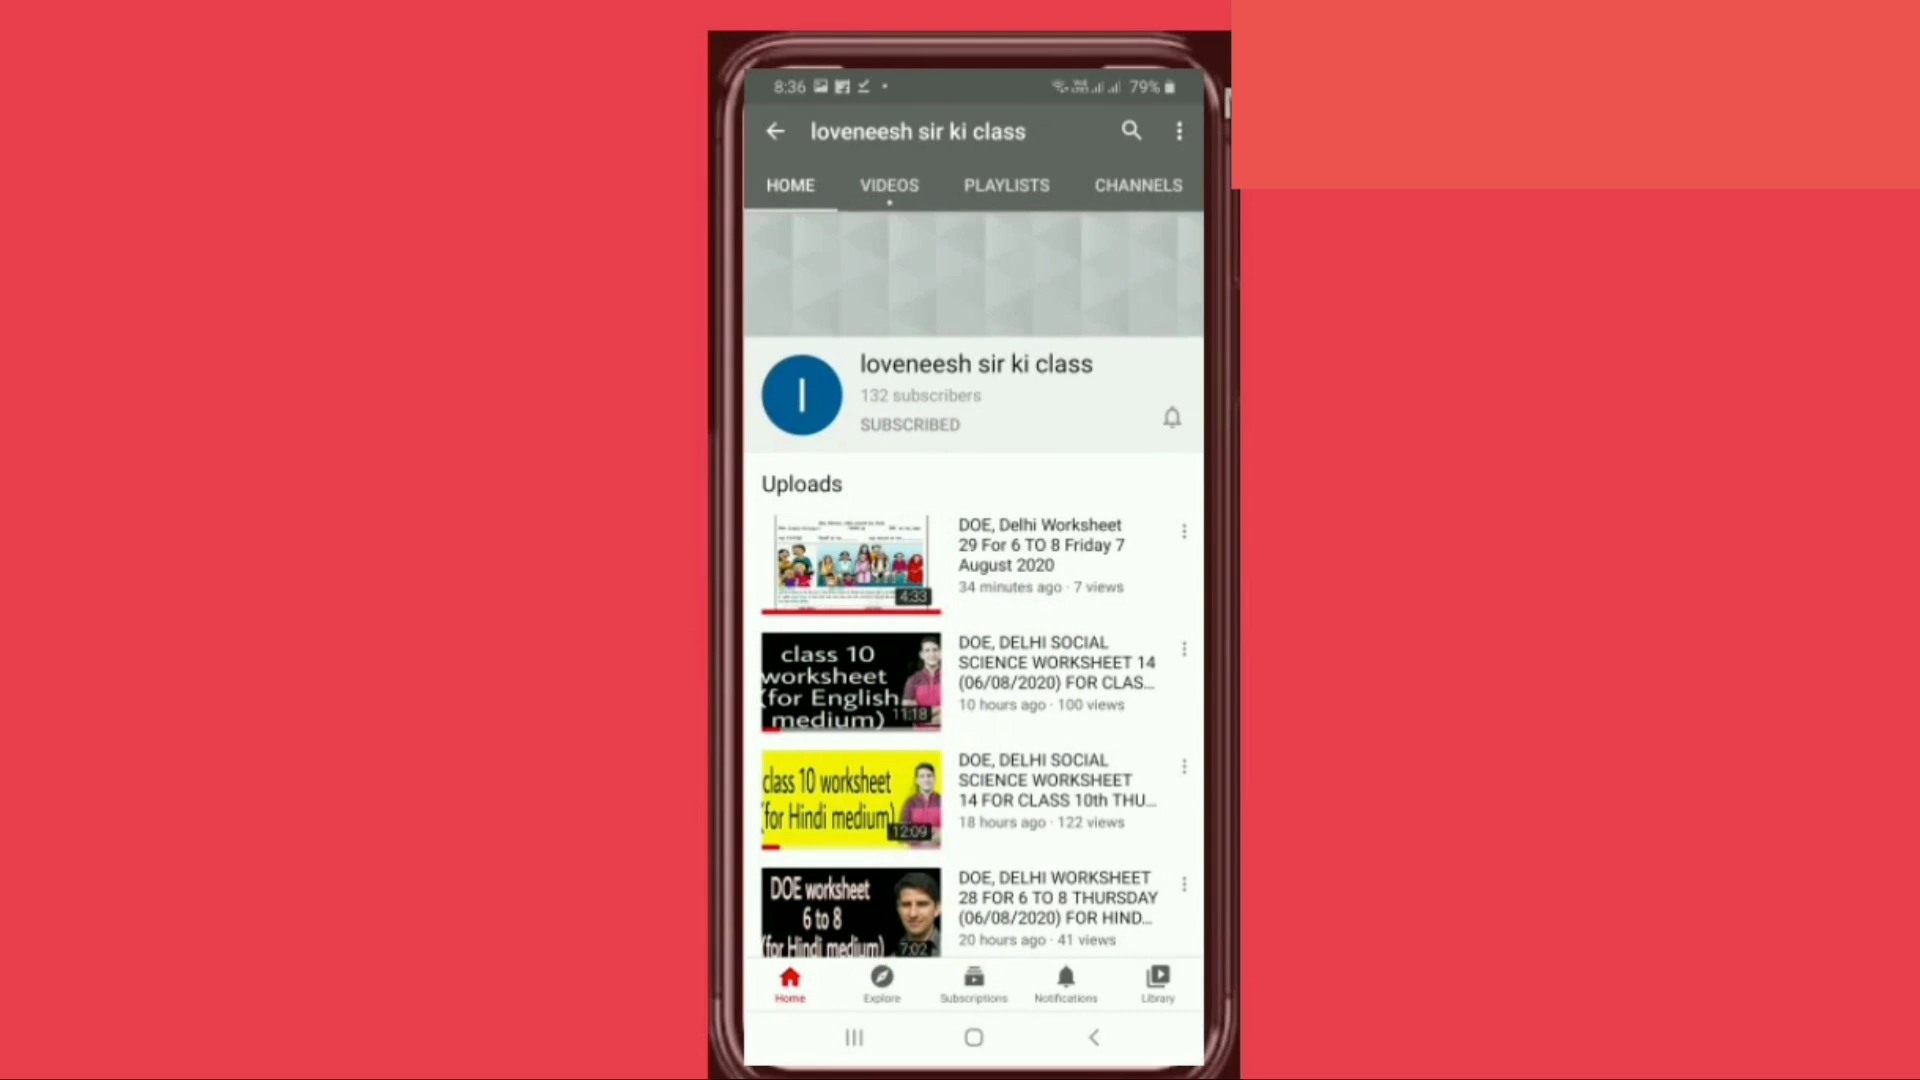 8:36
79%
loveneesh sir ki class
HOME VIDEOS PLAYLISTS CHANNELS
loveneesh sir ki class
132 subscribers
SUBSCRIBED
Uploads
DOE, Delhi Worksheet
29 For 6 TO 8 Friday 7
August 2020
34 minutes ago · 7 views
4:33
class 10
worksheet
(for English
medium)
11:18
DOE, DELHI SOCIAL
SCIENCE WORKSHEET 14
(06/08/2020) FOR CLAS...
10 hours ago · 100 views
class 10 worksheet
(for Hindi medium)
12:09
DOE, DELHI SOCIAL
SCIENCE WORKSHEET
14 FOR CLASS 10th THU...
18 hours ago · 122 views
DOE worksheet
6 to 8
(for Hindi medium)
7:02
DOE, DELHI WORKSHEET
28 FOR 6 TO 8 THURSDAY
(06/08/2020) FOR HIND...
20 hours ago · 41 views
Home Explore Subscriptions Notifications Library